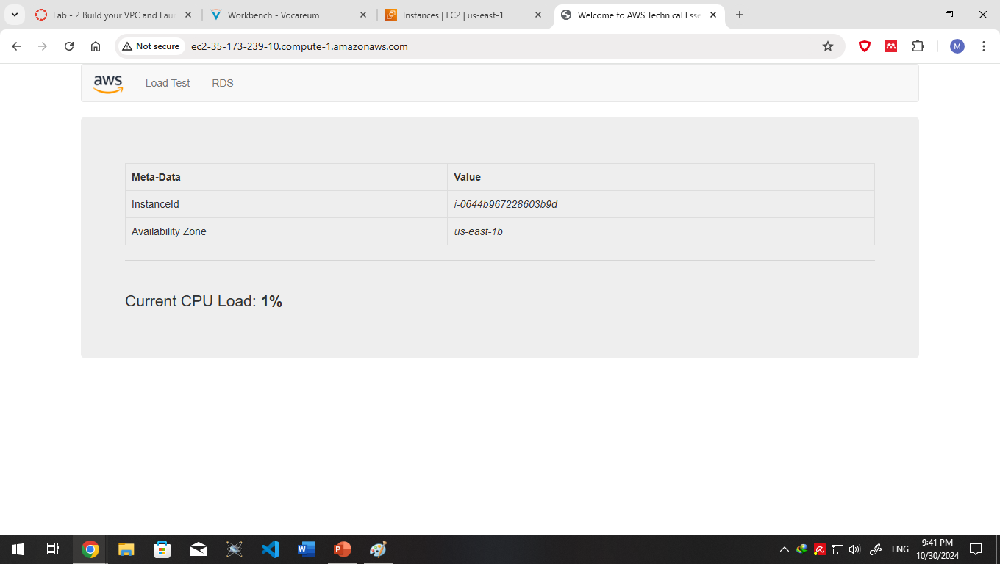 Lab - 2 Build your VPC and Lau
Workbench - Vocareum
Instances | EC2 | us-east-1
Welcome to AWS Technical Esse
Not secure
ec2-35-173-239-10.compute-1.amazonaws.com
M
aws
Load Test
RDS
Meta-Data Value
InstanceId i-0644b967228603b9d
Availability Zone us-east-1b
Current CPU Load: 1%
ENG
9:41 PM
10/30/2024